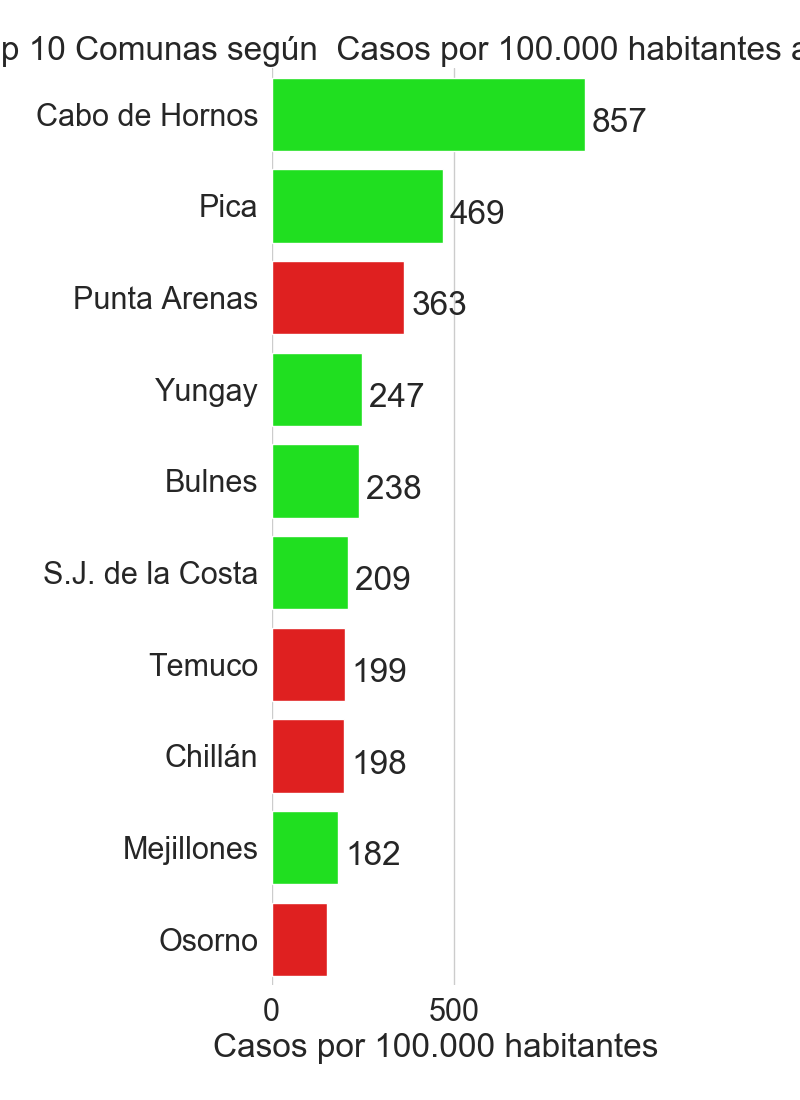 p 10 Comunas según  Casos por 100.000 habitantes a
Cabo de Hornos 857
Pica 469
Punta Arenas 363
Yungay 247
Bulnes 238
S.J. de la Costa 209
Temuco 199
Chillán 198
Mejillones 182
Osorno
0 500
Casos por 100.000 habitantes